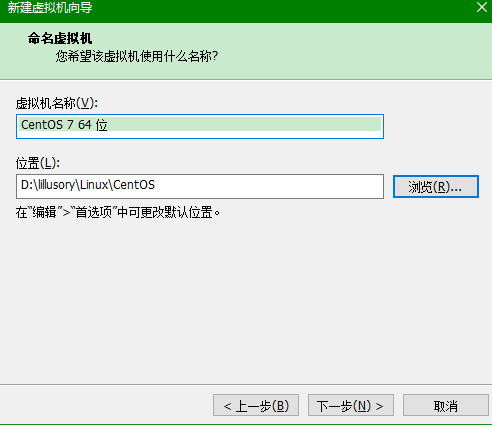 新建虚拟机向导
命名虚拟机
您希望该虚拟机使用什么名称?
虚拟机名称(V):
CentOS 7 64 位
位置(L):
D:\lillusory\Linux\CentOS
浏览(R)...
在“编辑”>“首选项”中可更改默认位置。
< 上一步(B)
下一步(N) >
取消